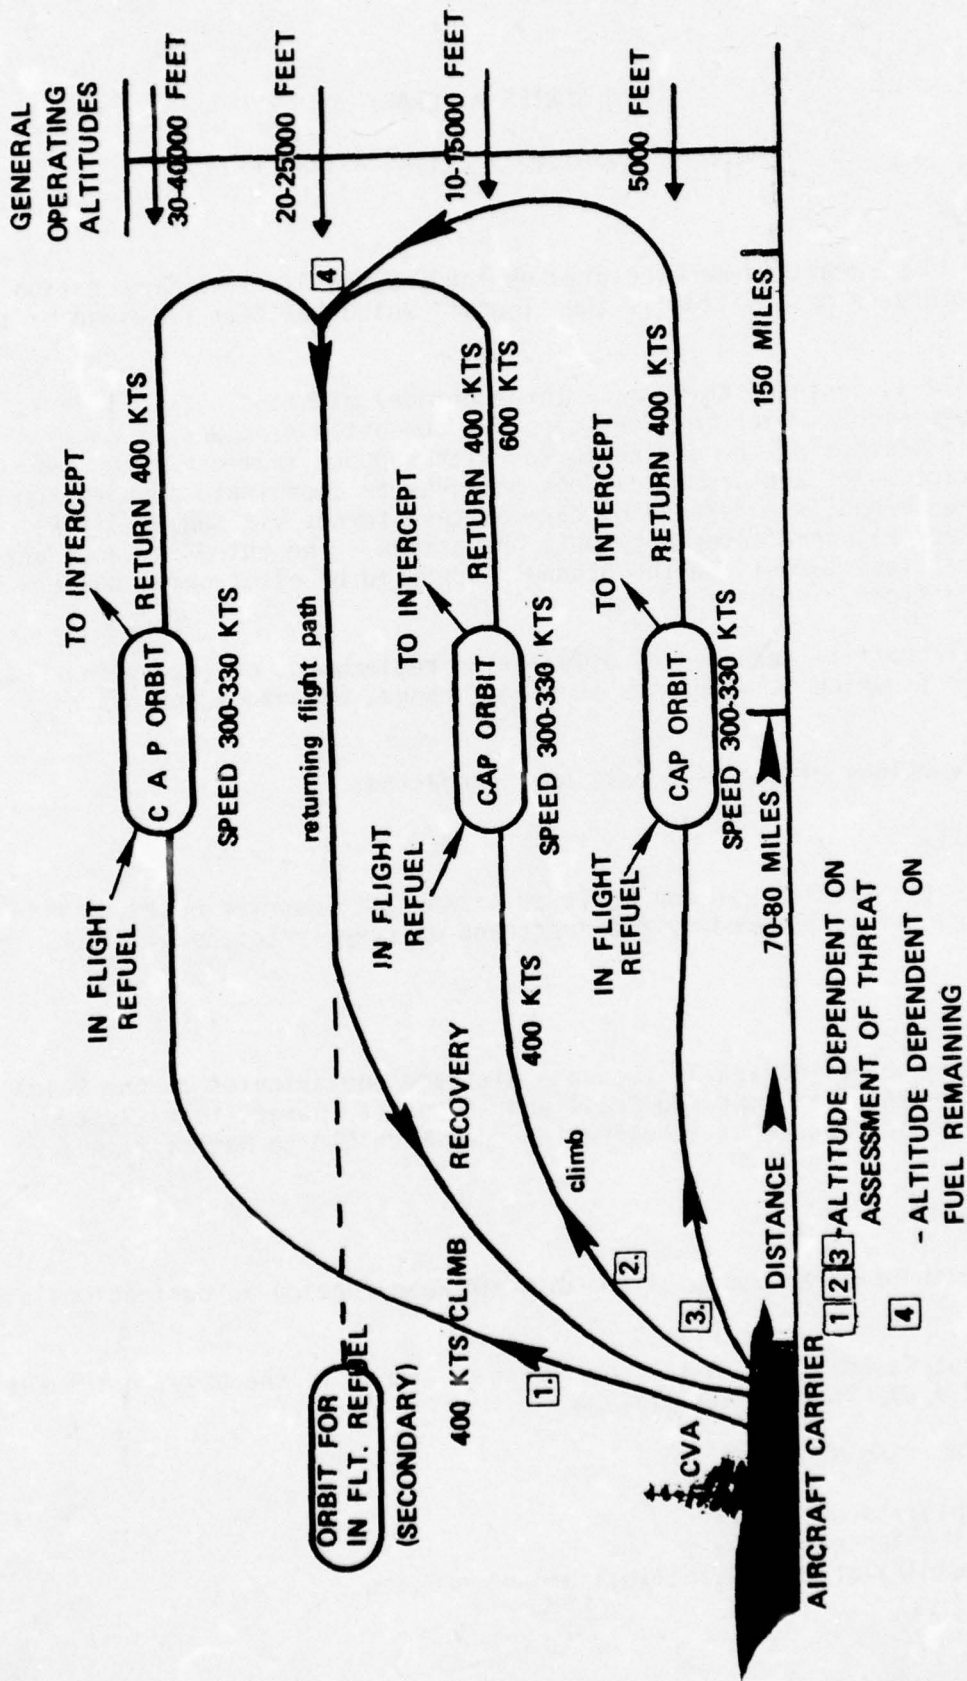 GENERAL
OPERATING
ALTITUDES
30-40000 FEET
20-25000 FEET
10-15000 FEET
5000 FEET
IN FLIGHT
REFUEL
C A P ORBIT
SPEED 300-330 KTS
TO INTERCEPT
RETURN 400 KTS
4
returning flight path
ORBIT FOR
IN FLT. REFUEL
(SECONDARY)
400 KTS CLIMB
RECOVERY
1.
IN FLIGHT
REFUEL
CAP ORBIT
SPEED 300-330 KTS
TO INTERCEPT
RETURN 400 KTS
600 KTS
400 KTS
climb
2.
IN FLIGHT
REFUEL
CAP ORBIT
SPEED 300-330 KTS
TO INTERCEPT
RETURN 400 KTS
3.
CVA
AIRCRAFT CARRIER
DISTANCE
70-80 MILES
150 MILES
1 2 3 -ALTITUDE DEPENDENT ON
ASSESSMENT OF THREAT
4 - ALTITUDE DEPENDENT ON
FUEL REMAINING